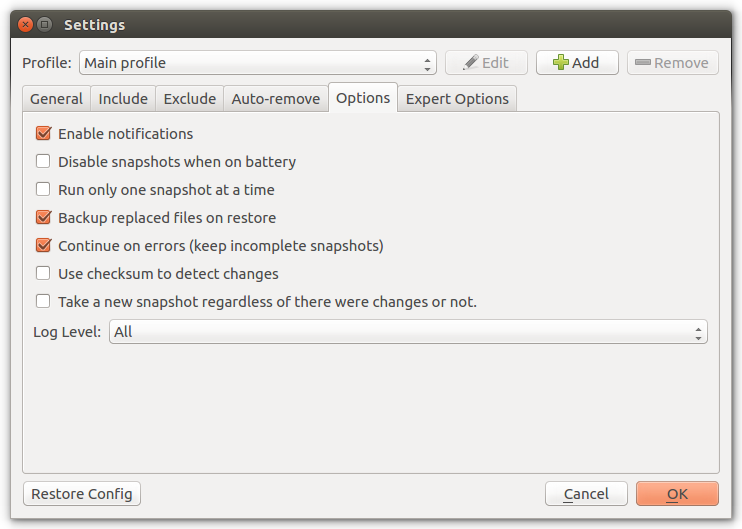 Settings
Profile: Main profile Edit Add Remove
General Include Exclude Auto-remove Options Expert Options
Enable notifications
Disable snapshots when on battery
Run only one snapshot at a time
Backup replaced files on restore
Continue on errors (keep incomplete snapshots)
Use checksum to detect changes
Take a new snapshot regardless of there were changes or not.
Log Level: All
Restore Config Cancel OK